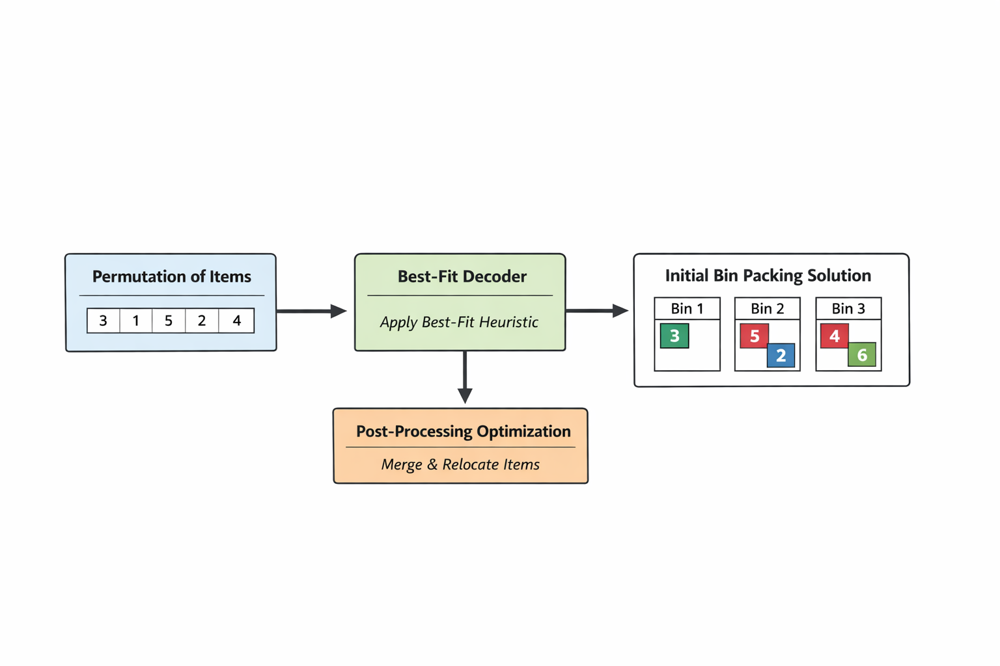 Permutation of Items
3 1 5 2 4
Best-Fit Decoder
Apply Best-Fit Heuristic
Initial Bin Packing Solution
Bin 1 Bin 2 Bin 3
3 5 4
2 6
Post-Processing Optimization
Merge & Relocate Items